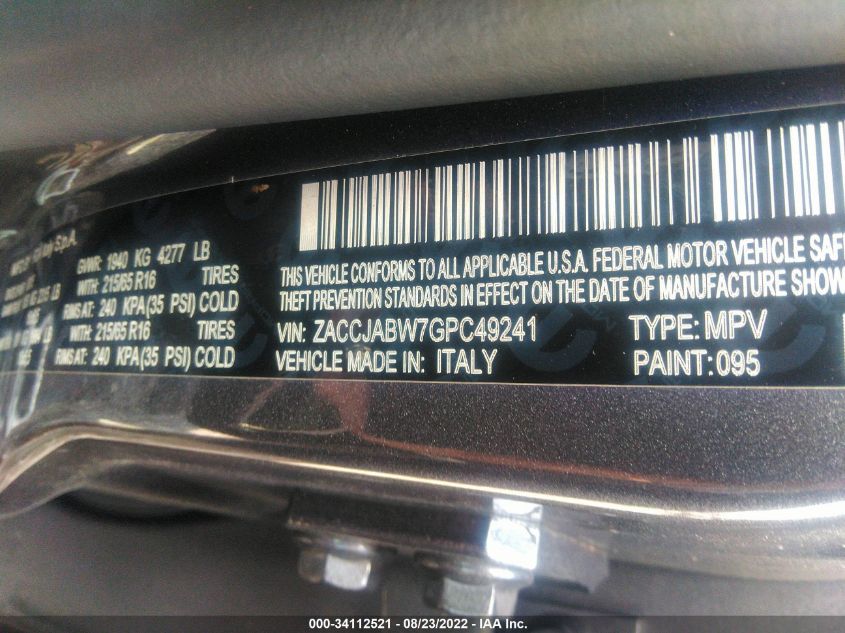 Italy S.p.A.
GVWR: 1940 KG 4277 LB
WITH: 215/65 R16 TIRES
RIMS AT: 240 KPA(35 PSI) COLD
WITH: 215/65 R16 TIRES
RIMS AT: 240 KPA(35 PSI) COLD
THIS VEHICLE CONFORMS TO ALL APPLICABLE U.S.A. FEDERAL MOTOR VEHICLE SAF
THEFT PREVENTION STANDARDS IN EFFECT ON THE DATE OF MANUFACTURE SHOW
VIN: ZACCJABW7GPC49241 TYPE: MPV
VEHICLE MADE IN: ITALY PAINT: 095
000-34112521 - 08/23/2022 - IAA Inc.